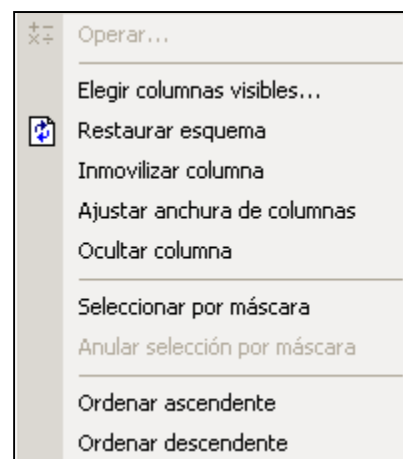 Operar...
Elegir columnas visibles...
Restaurar esquema
Inmovilizar columna
Ajustar anchura de columnas
Ocultar columna
Seleccionar por máscara
Anular selección por máscara
Ordenar ascendente
Ordenar descendente